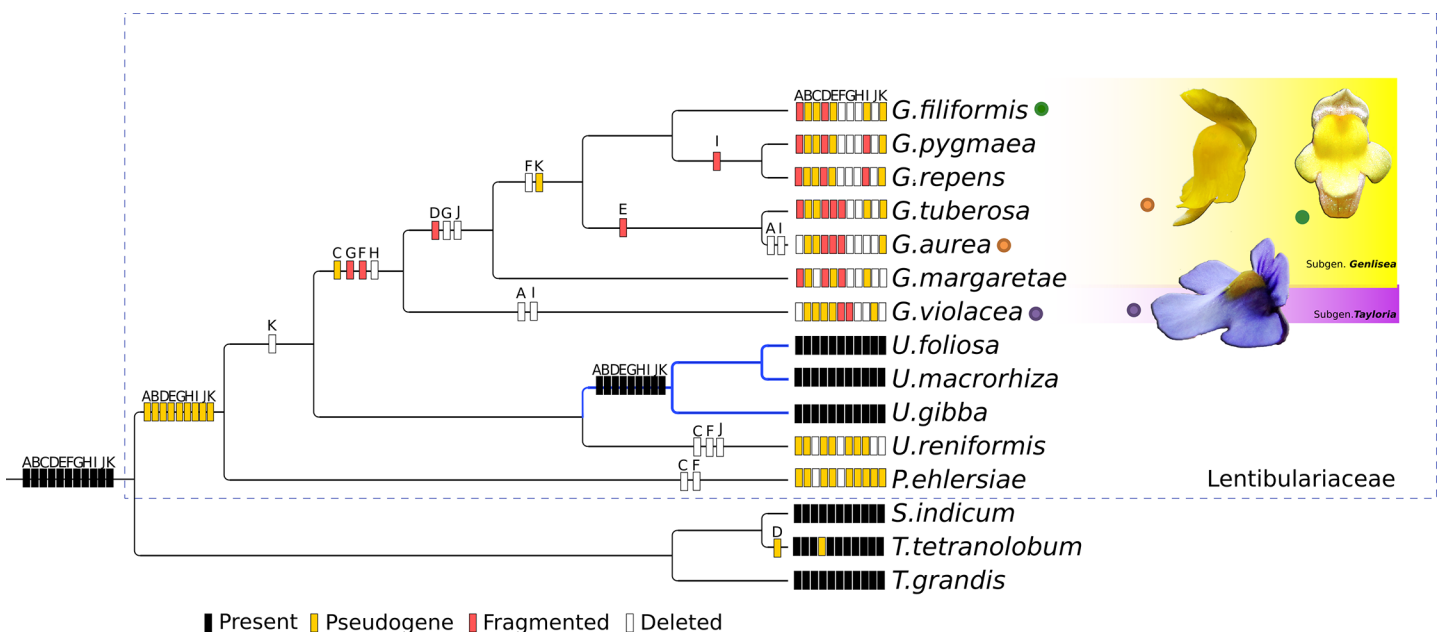 ABCDEFGHIJK
G.filiformis
I
G.pygmaea
FK
G.repens
E
G.tuberosa
DGJ
AI
G.aurea
CGFH
Subgen. Genlisea
G.margaretae
AI
G.violacea
Subgen.Tayloria
K
U.foliosa
ABDEGHIJK
U.macrorhiza
ABDEGHIJK
U.gibba
CFJ
U.reniformis
ABCDEFGHIJK
CF
P.ehlersiae
Lentibulariaceae
S.indicum
D
T.tetranolobum
T.grandis
Present Pseudogene Fragmented Deleted